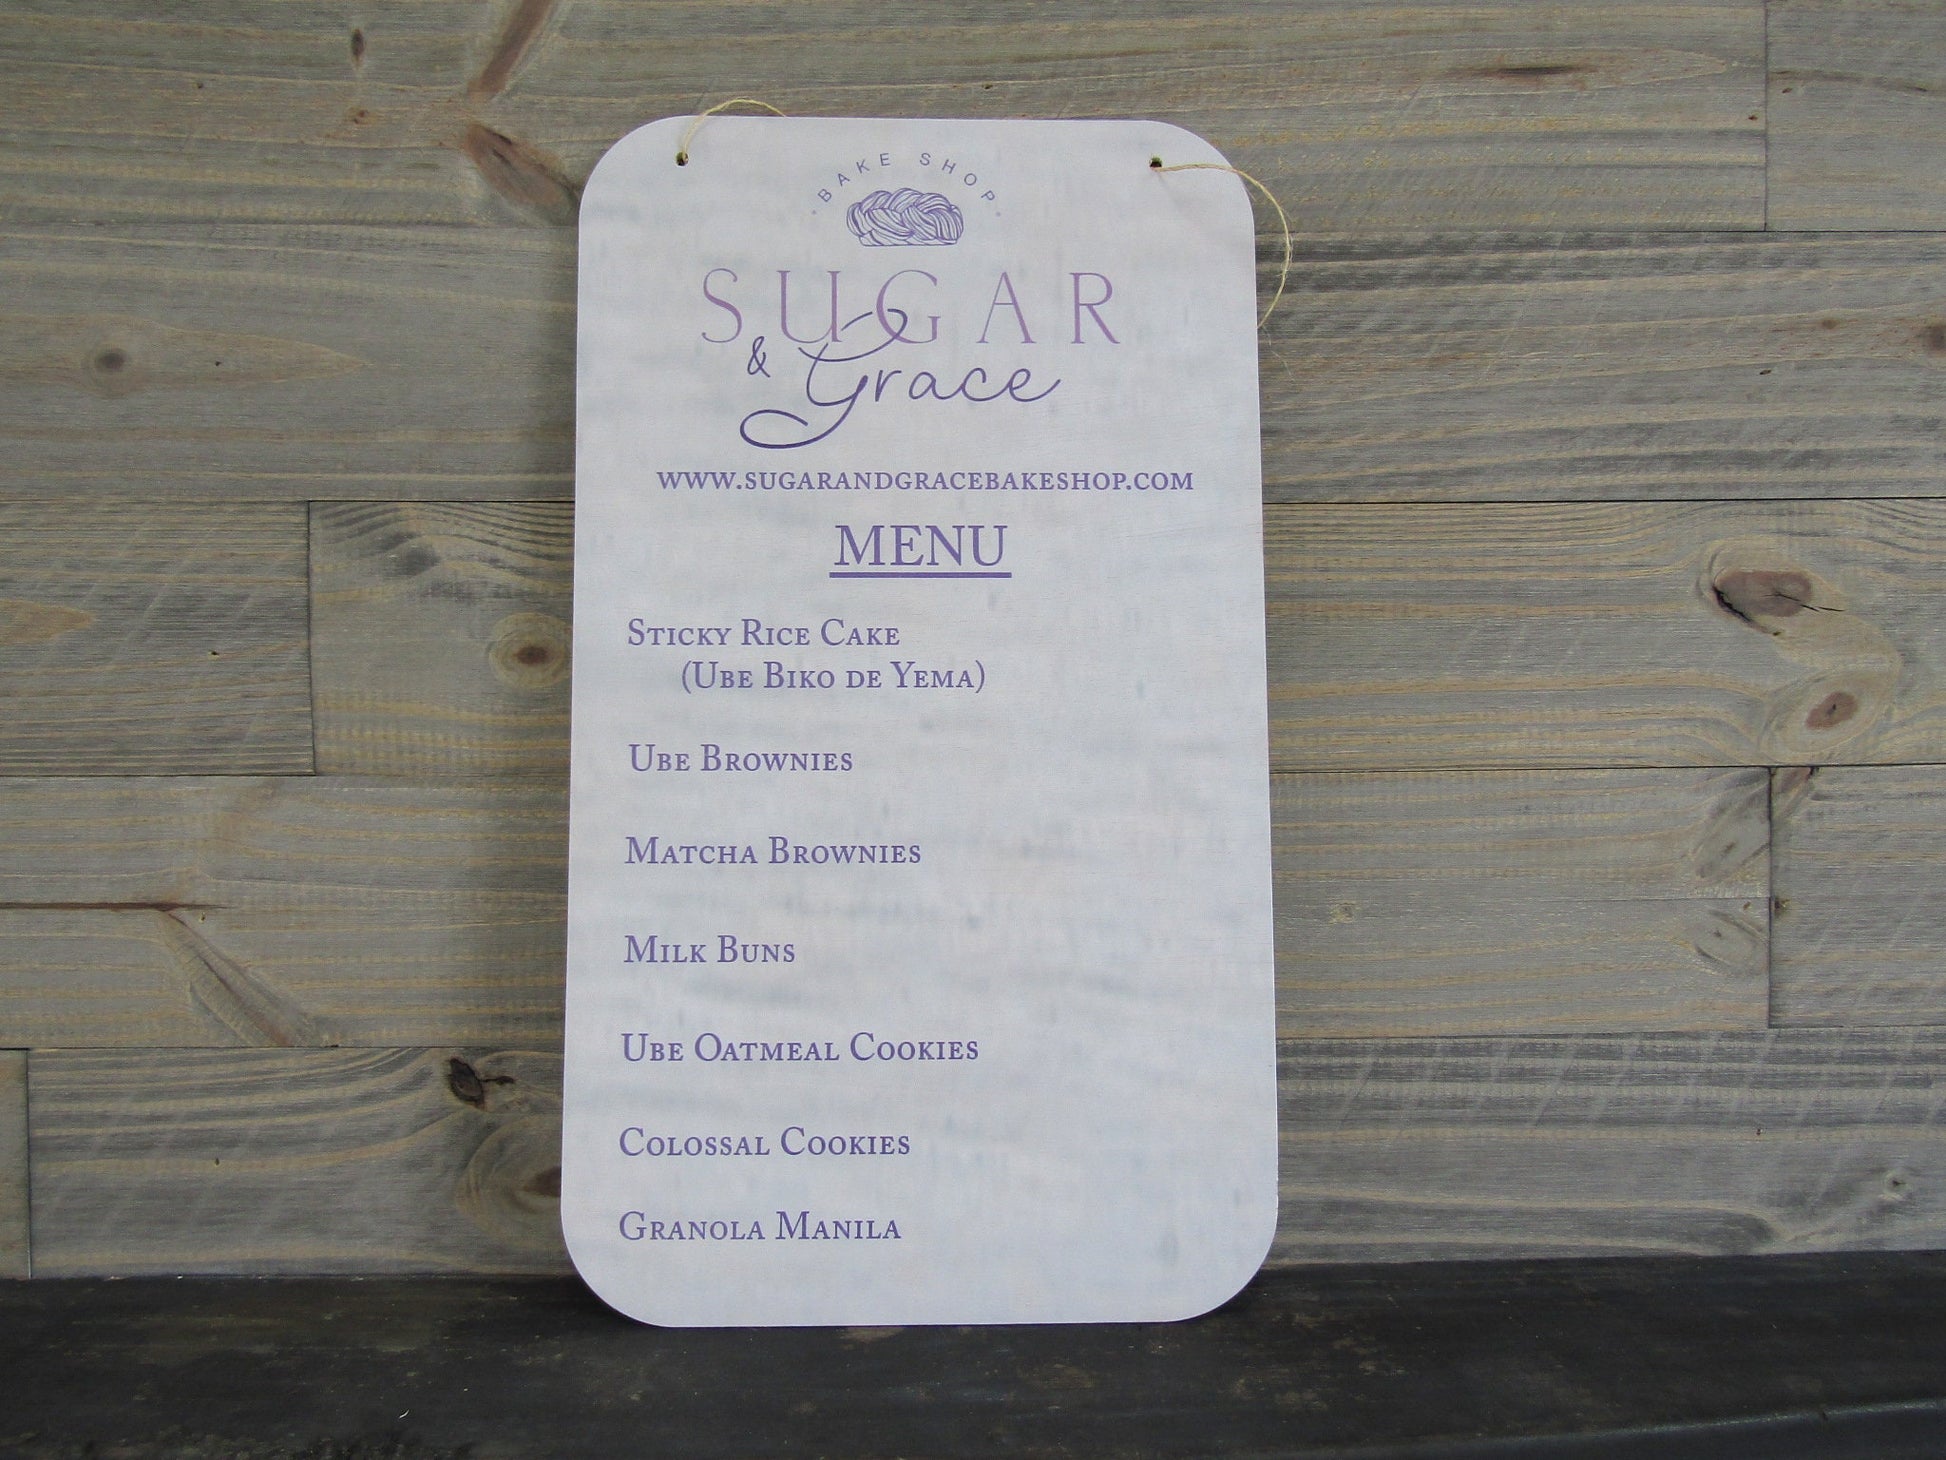 BAKE SHOP
SUGAR
& Grace
WWW.SUGARANDGRACEBAKESHOP.COM
MENU
STICKY RICE CAKE
(UBE BIKO DE YEMA)
UBE BROWNIES
MATCHA BROWNIES
MILK BUNS
UBE OATMEAL COOKIES
COLOSSAL COOKIES
GRANOLA MANILA